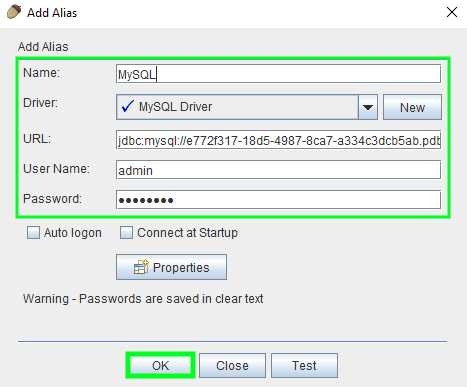 Add Alias
Add Alias
Name: MySQL
Driver: MySQL Driver New
URL: jdbc:mysql://e772f317-18d5-4987-8ca7-a334c3dcb5ab.pdb
User Name: admin
Password: ••••••••
Auto logon Connect at Startup
Properties
Warning - Passwords are saved in clear text
OK Close Test